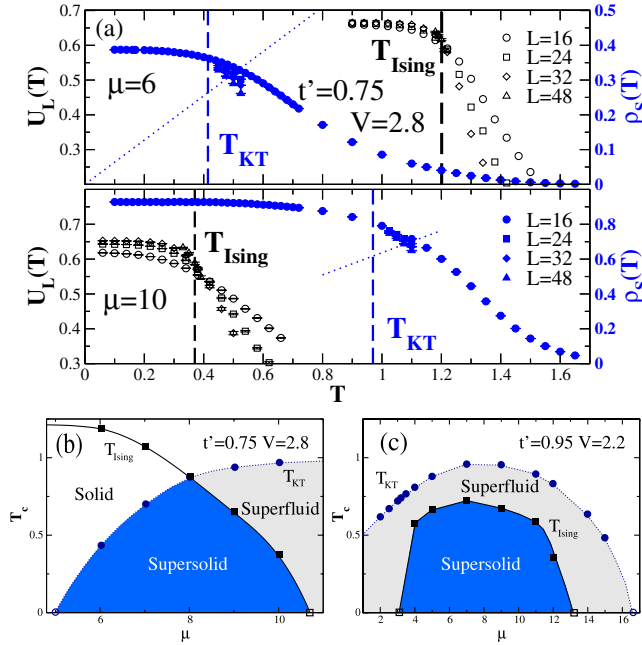 (a)
0.7
0.6
0.5
0.4
0.3
U_L(T)
μ=6
T_KT
t'=0.75
V=2.8
T_Ising
L=16
L=24
L=32
L=48
0.5
0.4
0.3
0.2
0.1
0
ρ_S(T)
0.7
0.6
0.5
0.4
0.3
U_L(T)
μ=10
T_Ising
T_KT
L=16
L=24
L=32
L=48
0.8
0.6
0.4
0.2
0
ρ_S(T)
0 0.2 0.4 0.6 0.8 1 1.2 1.4 1.6
T
(b)
t'=0.75 V=2.8
T_Ising
T_KT
Solid
Superfluid
Supersolid
1
0.5
0
T_c
6 8 10
μ
(c)
t'=0.95 V=2.2
T_KT
Superfluid
T_Ising
Supersolid
1
0.5
0
T_c
2 4 6 8 10 12 14 16
μ